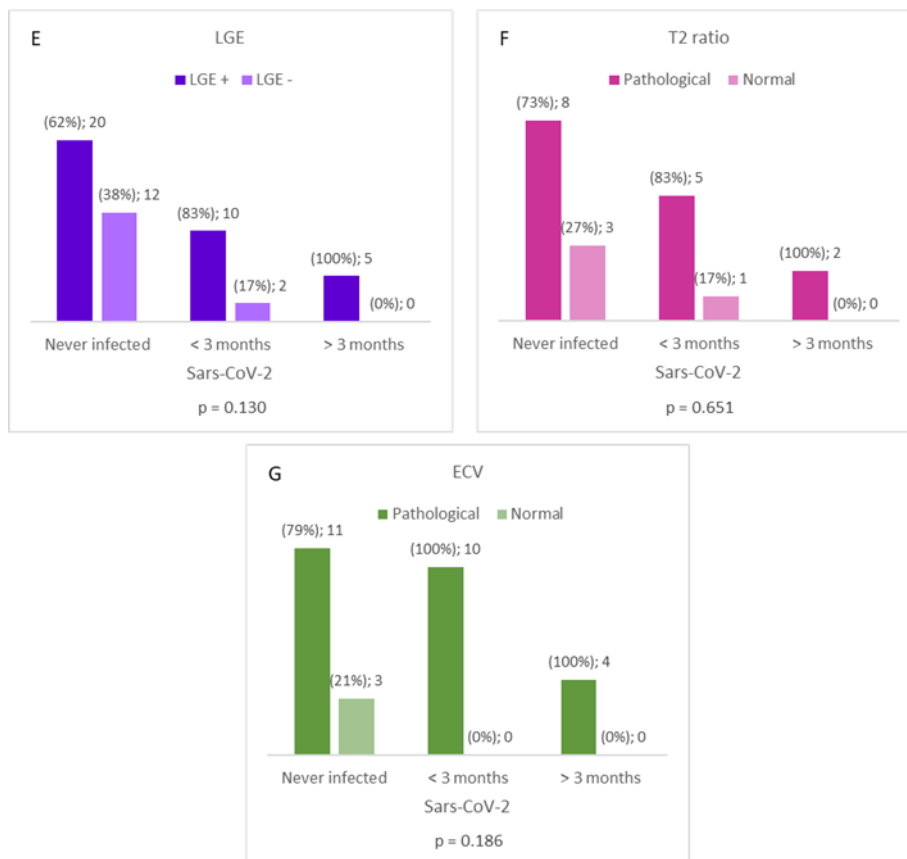 E
LGE
LGE + LGE -
(62%); 20
(38%); 12
(83%); 10
(17%); 2
(100%); 5
(0%); 0
Never infected < 3 months > 3 months
Sars-CoV-2
p = 0.130
F
T2 ratio
Pathological Normal
(73%); 8
(27%); 3
(83%); 5
(17%); 1
(100%); 2
(0%); 0
Never infected < 3 months > 3 months
Sars-CoV-2
p = 0.651
G
ECV
Pathological Normal
(79%); 11
(21%); 3
(100%); 10
(0%); 0
(100%); 4
(0%); 0
Never infected < 3 months > 3 months
Sars-CoV-2
p = 0.186